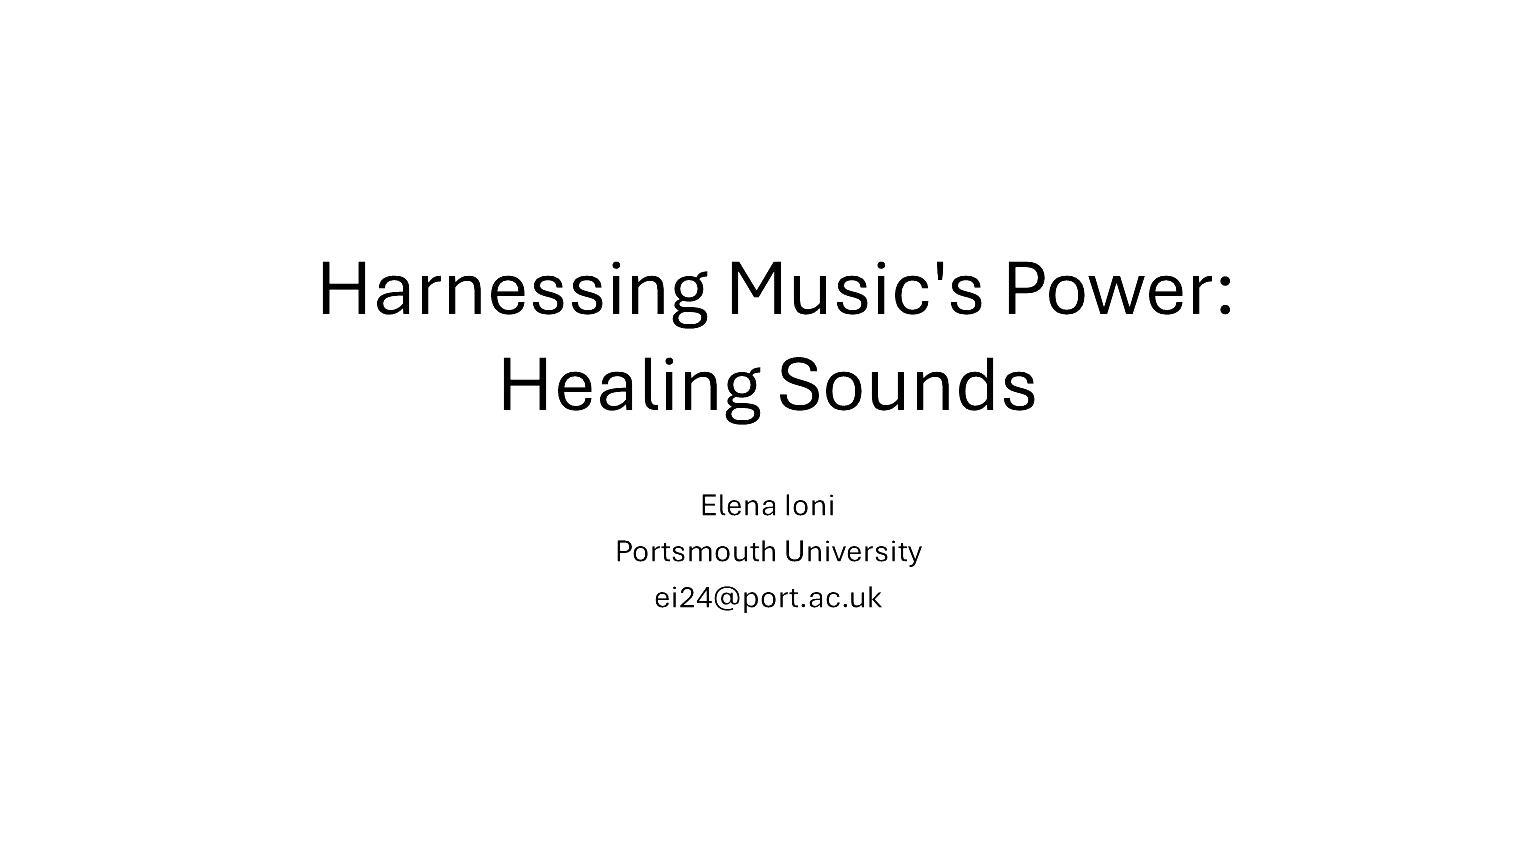 Harnessing Music's Power:
Healing Sounds
Elena Ioni
Portsmouth University
ei24@port.ac.uk